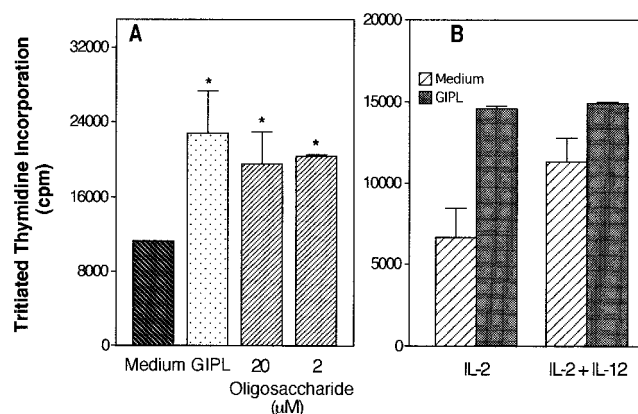 A
B
Tritiated Thymidine Incorporation
(cpm)
32000
24000
16000
8000
0
*
*
*
Medium GIPL 20 2
Oligosaccharide
(µM)
20000
15000
10000
5000
0
Medium
GIPL
IL-2 IL-2 + IL-12